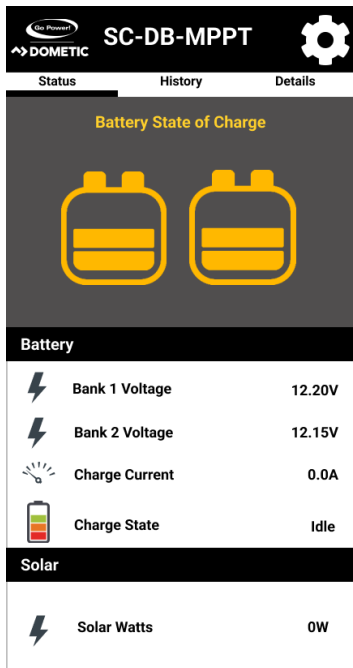 Go Power!
DOMETIC
SC-DB-MPPT
Status History Details
Battery State of Charge
Battery
Bank 1 Voltage 12.20V
Bank 2 Voltage 12.15V
Charge Current 0.0A
Charge State Idle
Solar
Solar Watts 0W